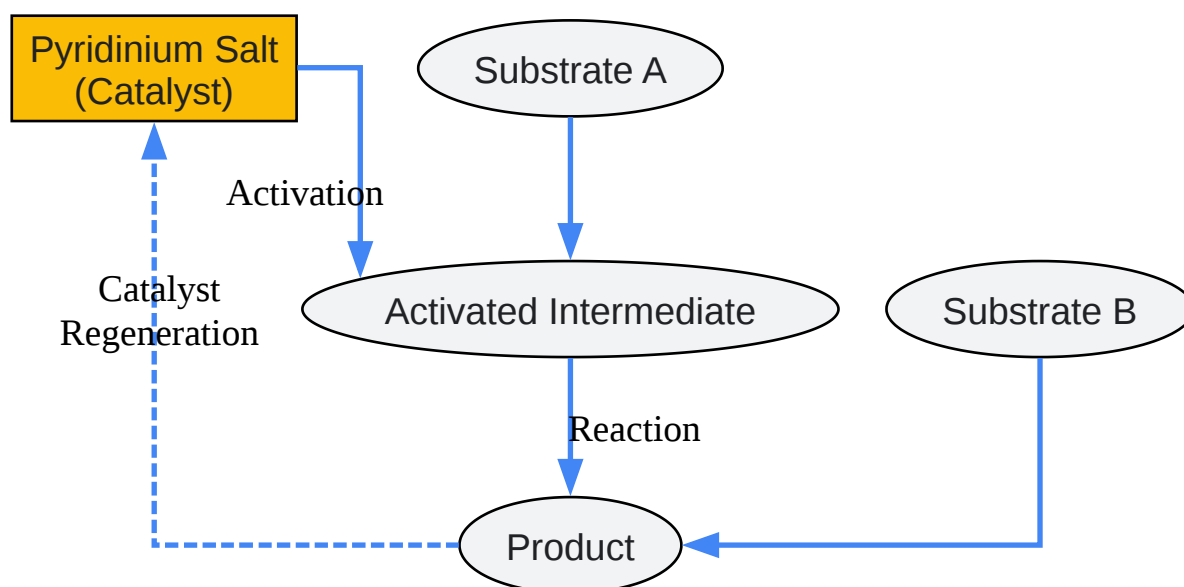 Pyridinium Salt
(Catalyst)
Substrate A
Activation
Catalyst
Regeneration
Activated Intermediate
Substrate B
Reaction
Product